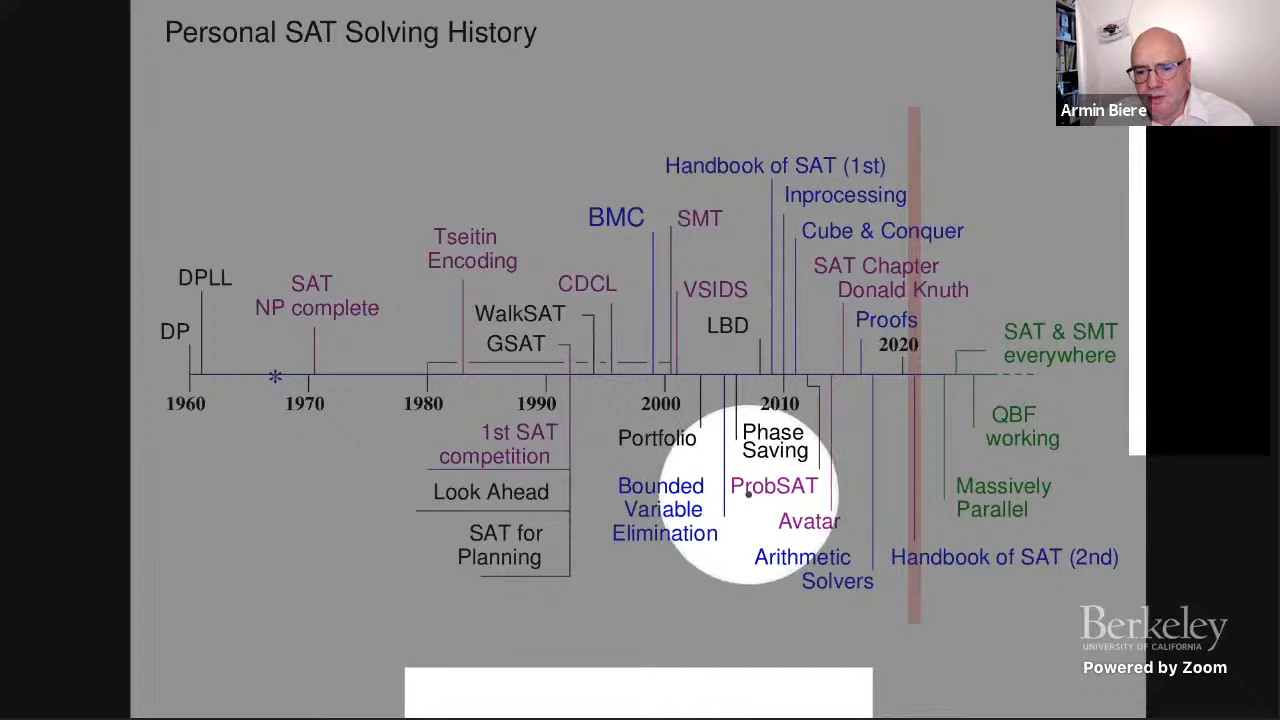 Personal SAT Solving History
Armin Biere
Handbook of SAT (1st)
Inprocessing
BMC
SMT
Cube & Conquer
Tseitin
Encoding
SAT Chapter
Donald Knuth
DPLL
SAT
NP complete
CDCL
VSIDS
WalkSAT
LBD
Proofs
DP
GSAT
2020
SAT & SMT
everywhere
*
1960
1970
1980
1990
2000
2010
1st SAT
competition
Portfolio
Phase
Saving
QBF
working
Look Ahead
Bounded
Variable
Elimination
ProbSAT
Massively
Parallel
SAT for
Planning
Avatar
Arithmetic
Solvers
Handbook of SAT (2nd)
Berkeley
UNIVERSITY OF CALIFORNIA
Powered by Zoom